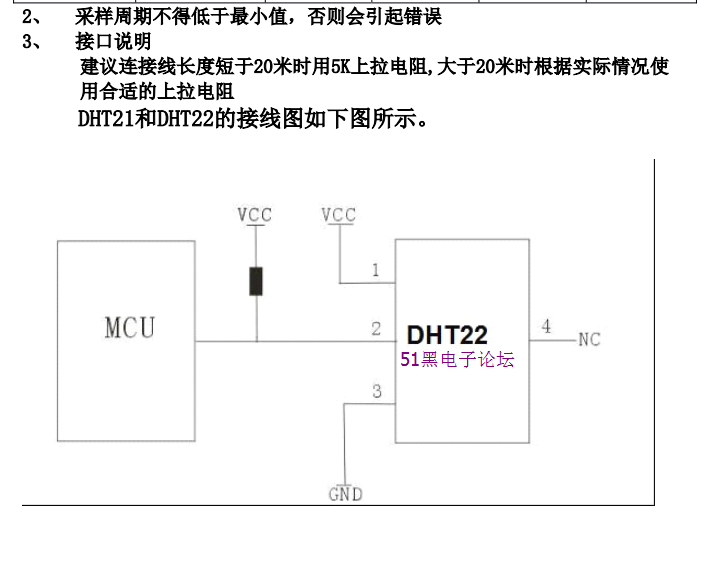 2、 采样周期不得低于最小值，否则会引起错误
3、 接口说明
建议连接线长度短于20米时用5K上拉电阻,大于20米时根据实际情况使
用合适的上拉电阻
DHT21和DHT22的接线图如下图所示。
VCC
VCC
1
MCU
2
DHT22
4
NC
51黑电子论坛
3
GND